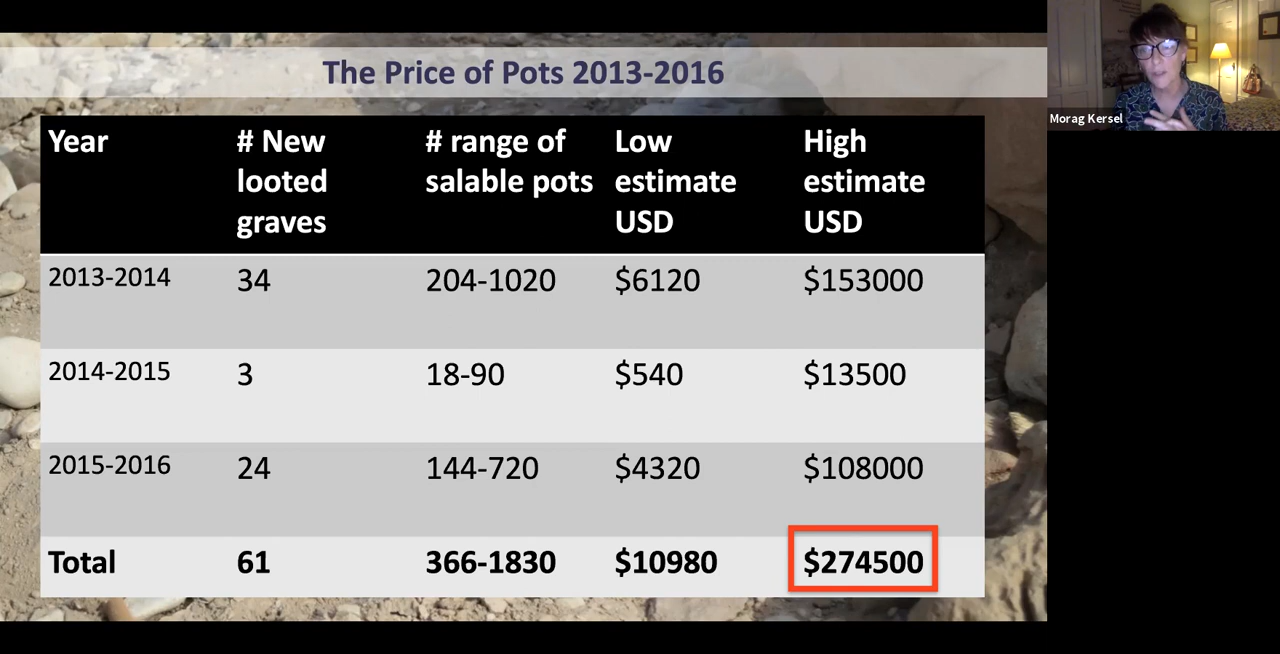 The Price of Pots 2013-2016
Morag Kersel
Year # New looted graves # range of salable pots Low estimate USD High estimate USD
2013-2014 34 204-1020 $6120 $153000
2014-2015 3 18-90 $540 $13500
2015-2016 24 144-720 $4320 $108000
Total 61 366-1830 $10980 $274500